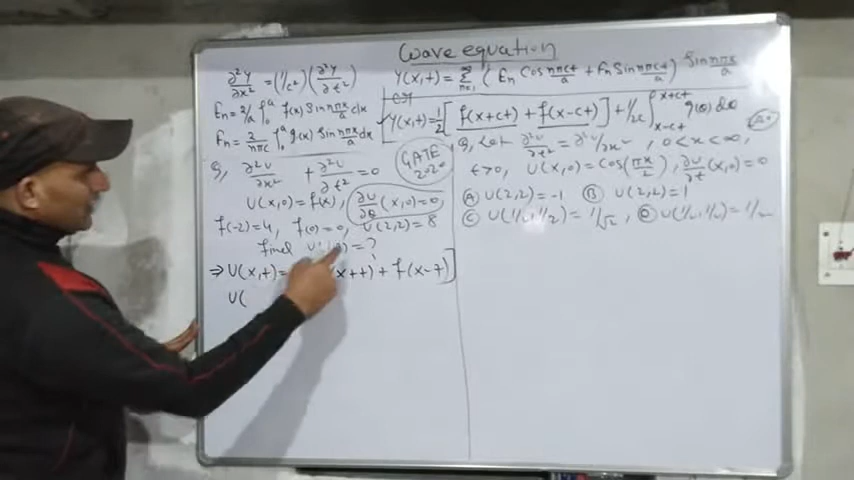 Wave equation
∂²y/∂x² = (1/c²)(∂²y/∂t²)
En = 2/a ∫₀ᵃ f(x) Sin nπx/a dx
Fn = 2/nπc ∫₀ᵃ g(x) Sin nπx/a dx
y(x,t) = Σ n=1 ∞ (En Cos nπct/a + Fn Sin nπct/a) Sin nπx/a
OR
y(x,t) = 1/2 [f(x+ct) + f(x-ct)] + 1/2c ∫ x-ct x+ct g(θ) dθ
Q, ∂²u/∂x² + ∂²u/∂t² = 0
GATE 2020
U(x,0) = f(x), ∂u/∂t (x,0) = 0
f(-2) = 4, f(0) = 0, U(2,2) = 8
find = ?
⇒ U(x,t) = x+t) + f(x-t)]
U(
Q, Let ∂²u/∂t² = ∂²u/∂x², 0<x<∞,
t>0, U(x,0) = Cos(πx/2), ∂u/∂t (x,0) = 0
(A) U(2,2) = -1 (B) U(2,2) = 1
(C) U(1/2,1/2) = 1/√2, (D) U(1/2,1/2) = 1/2